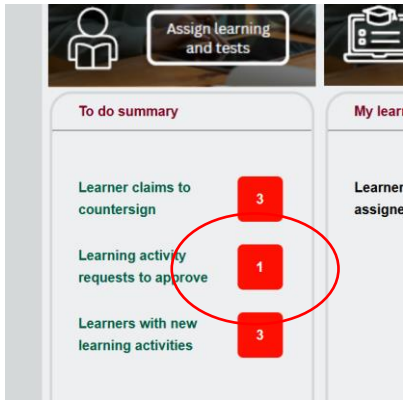 Assign learning
and tests
To do summary
Learner claims to
countersign
3
Learning activity
requests to approve
1
Learners with new
learning activities
3
My lear
Learner
assigne